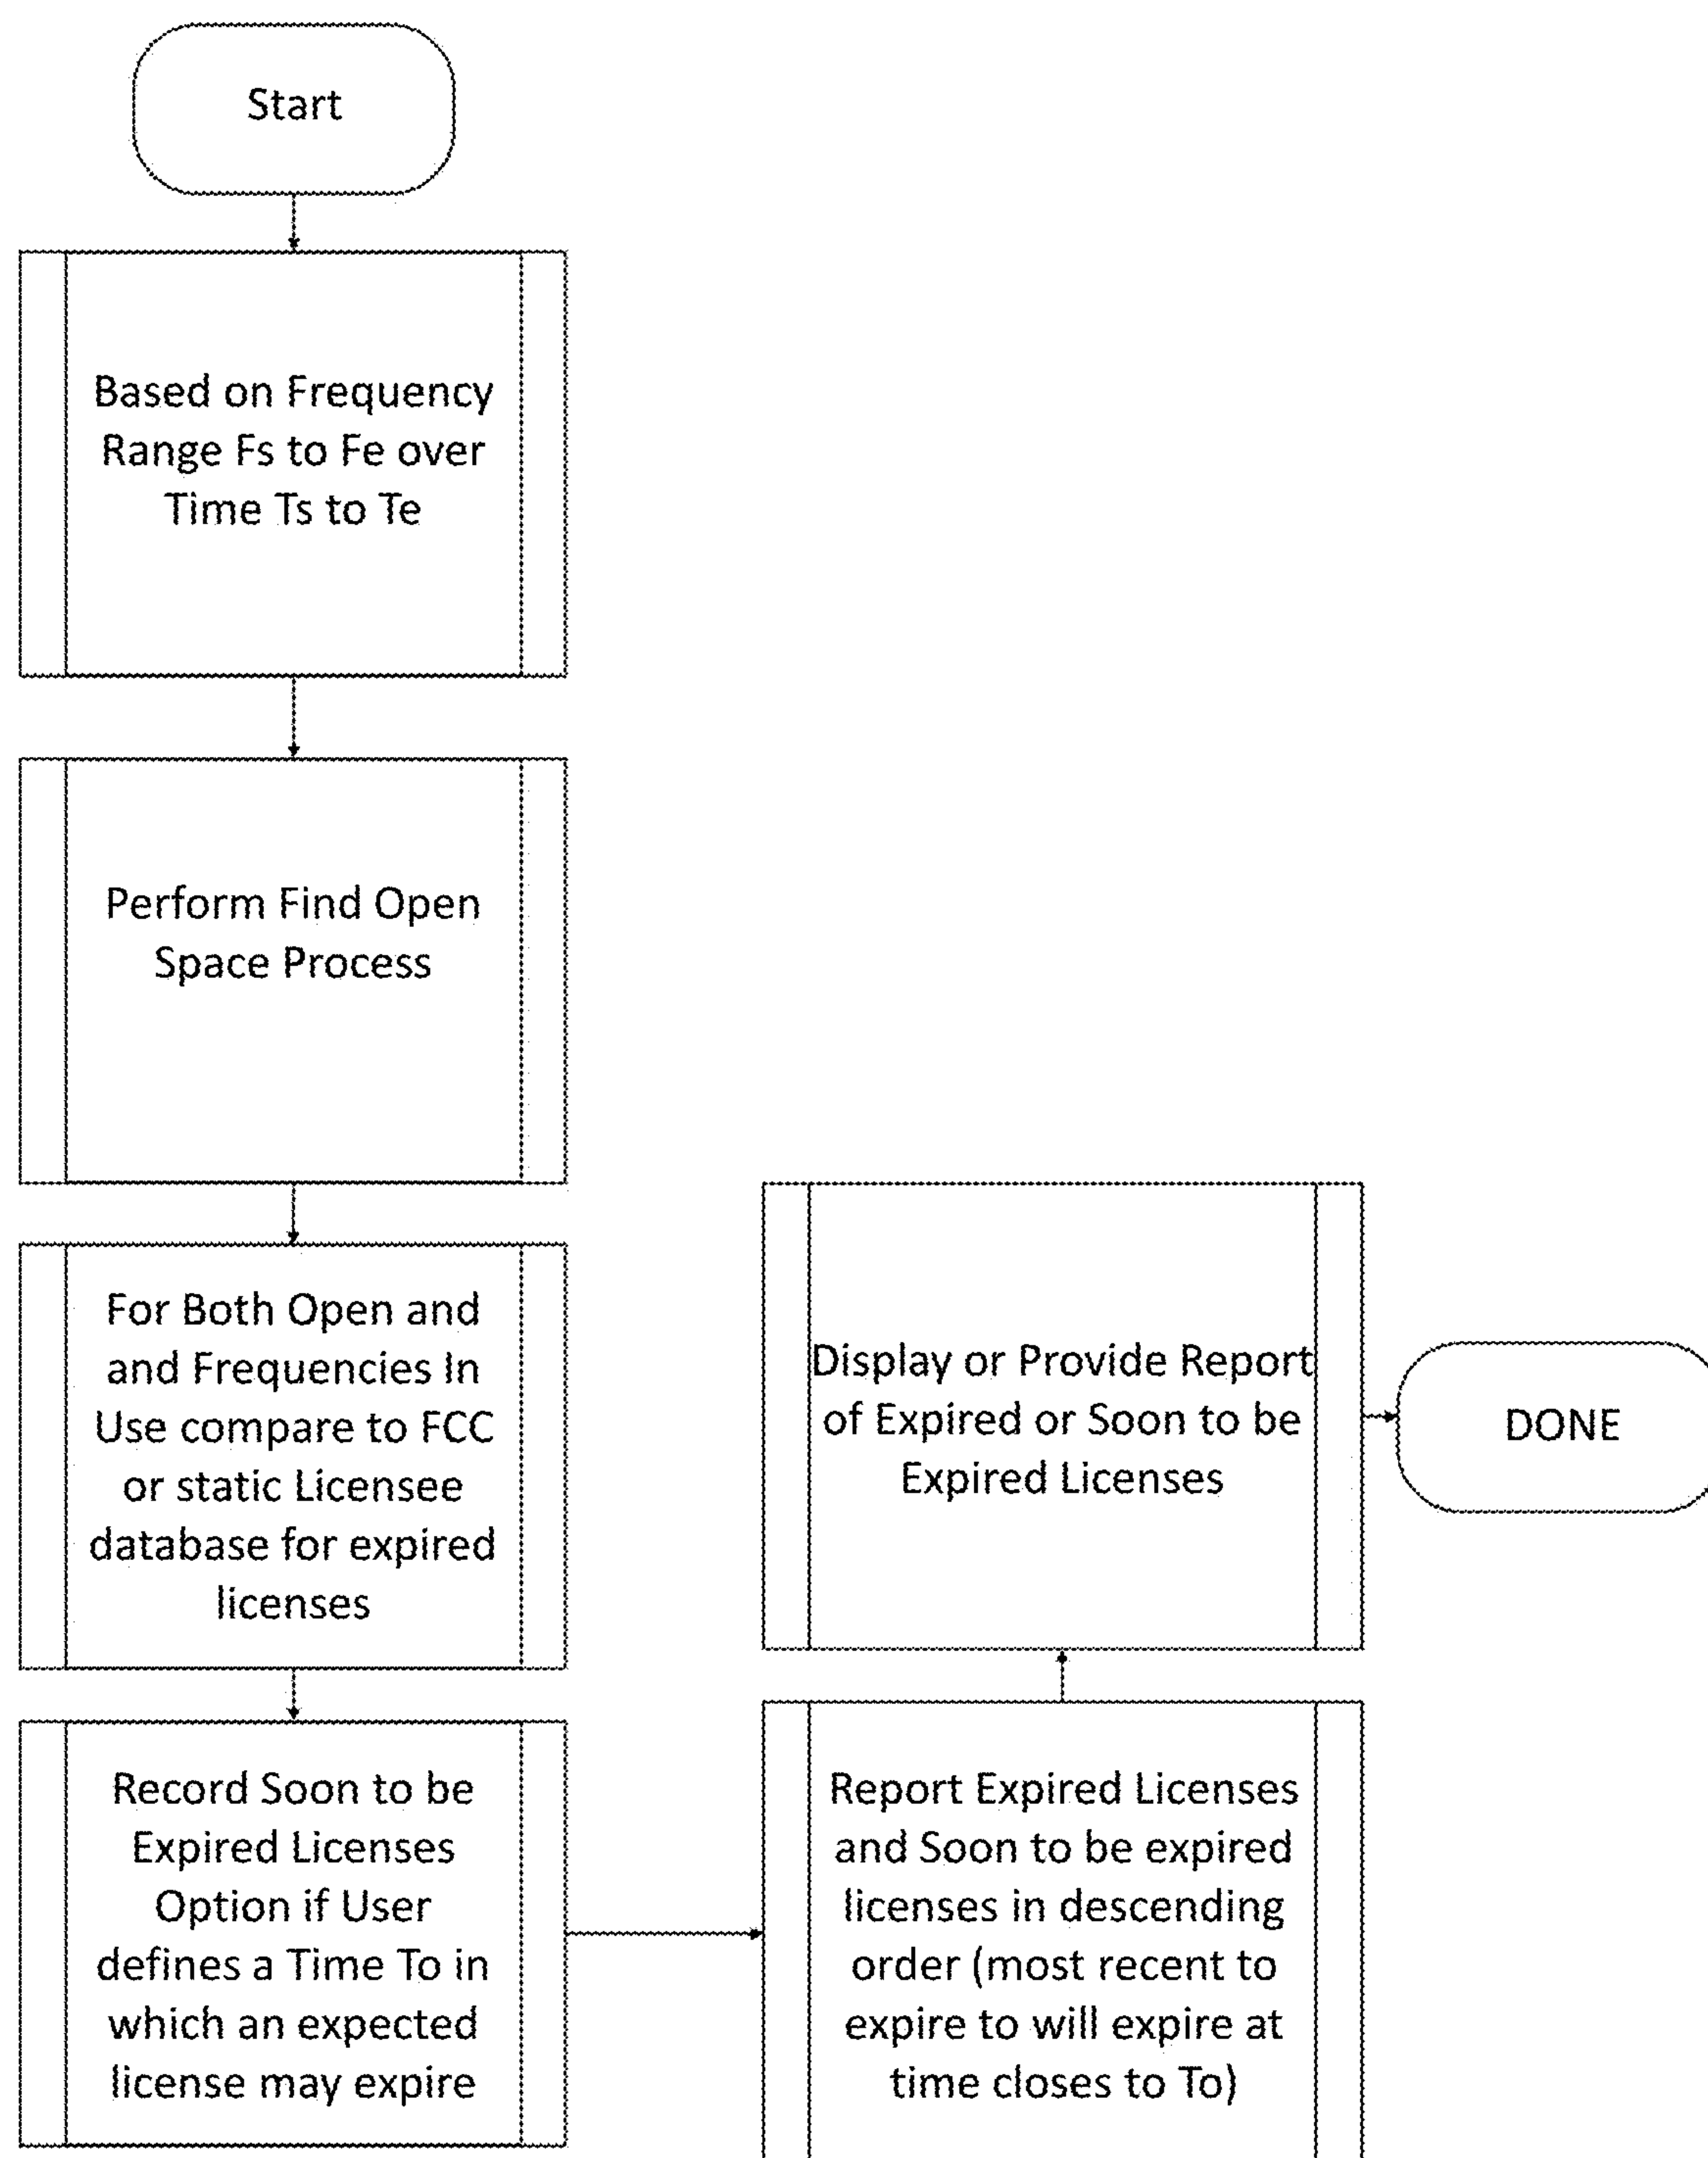 Start
Based on Frequency
Range Fs to Fe over
Time Ts to Te
Perform Find Open
Space Process
For Both Open and
and Frequencies In
Use compare to FCC
or static Licensee
database for expired
licenses
Record Soon to be
Expired Licenses
Option if User
defines a Time To in
which an expected
license may expire
Report Expired Licenses
and Soon to be expired
licenses in descending
order (most recent to
expire to will expire at
time closes to To)
Display or Provide Report
of Expired or Soon to be
Expired Licenses
DONE